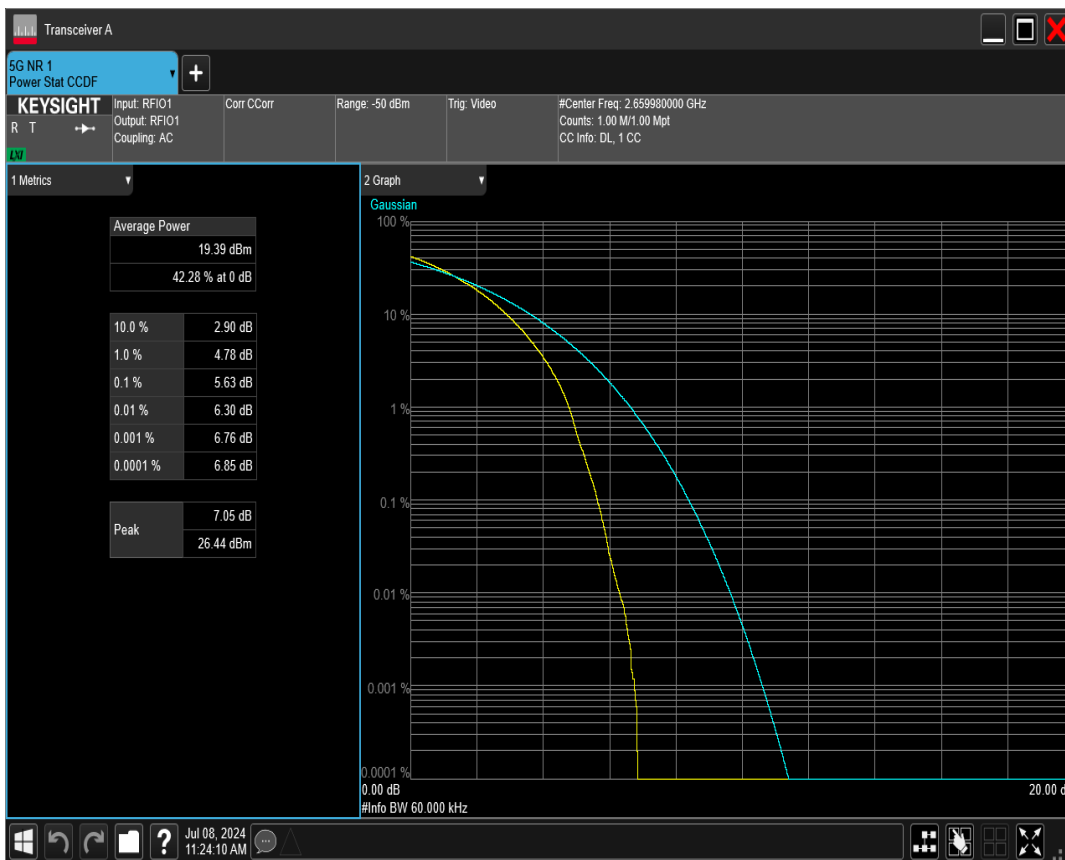 Transceiver A
5G NR 1
Power Stat CCDF
+
KEYSIGHT
R T
LXI
Input: RFIO1
Output: RFIO1
Coupling: AC
Corr CCorr
Range: -50 dBm
Trig: Video
#Center Freq: 2.659980000 GHz
Counts: 1.00 M/1.00 Mpt
CC Info: DL, 1 CC
1 Metrics
Average Power
19.39 dBm
42.28 % at 0 dB
10.0 % 2.90 dB
1.0 % 4.78 dB
0.1 % 5.63 dB
0.01 % 6.30 dB
0.001 % 6.76 dB
0.0001 % 6.85 dB
Peak
7.05 dB
26.44 dBm
2 Graph
Gaussian
100 %
10 %
1 %
0.1 %
0.01 %
0.001 %
0.0001 %
0.00 dB 20.00 d
#Info BW 60.000 kHz
?
Jul 08, 2024
11:24:10 AM